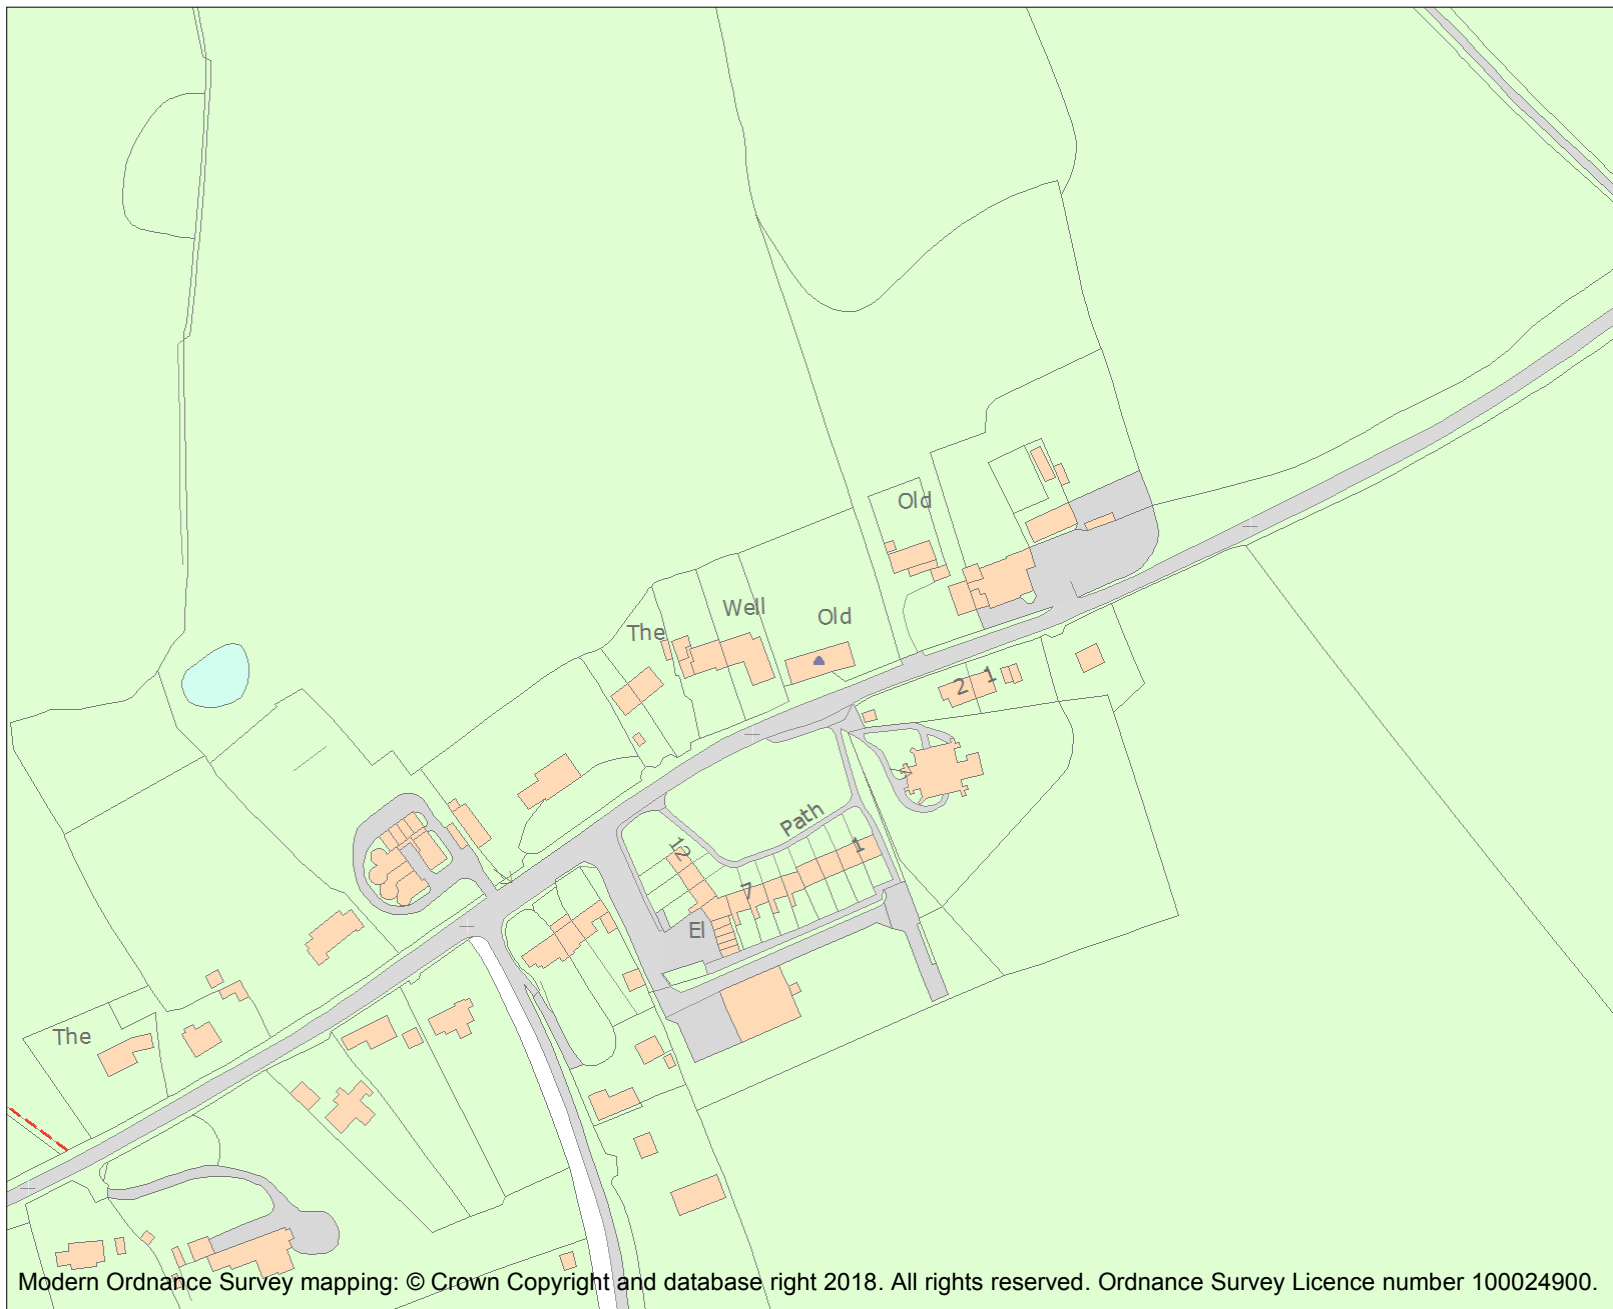 Old
Well
Old
The
2 1
Path
12
1
7
El
The
Modern Ordnance Survey mapping: © Crown Copyright and database right 2018. All rights reserved. Ordnance Survey Licence number 100024900.